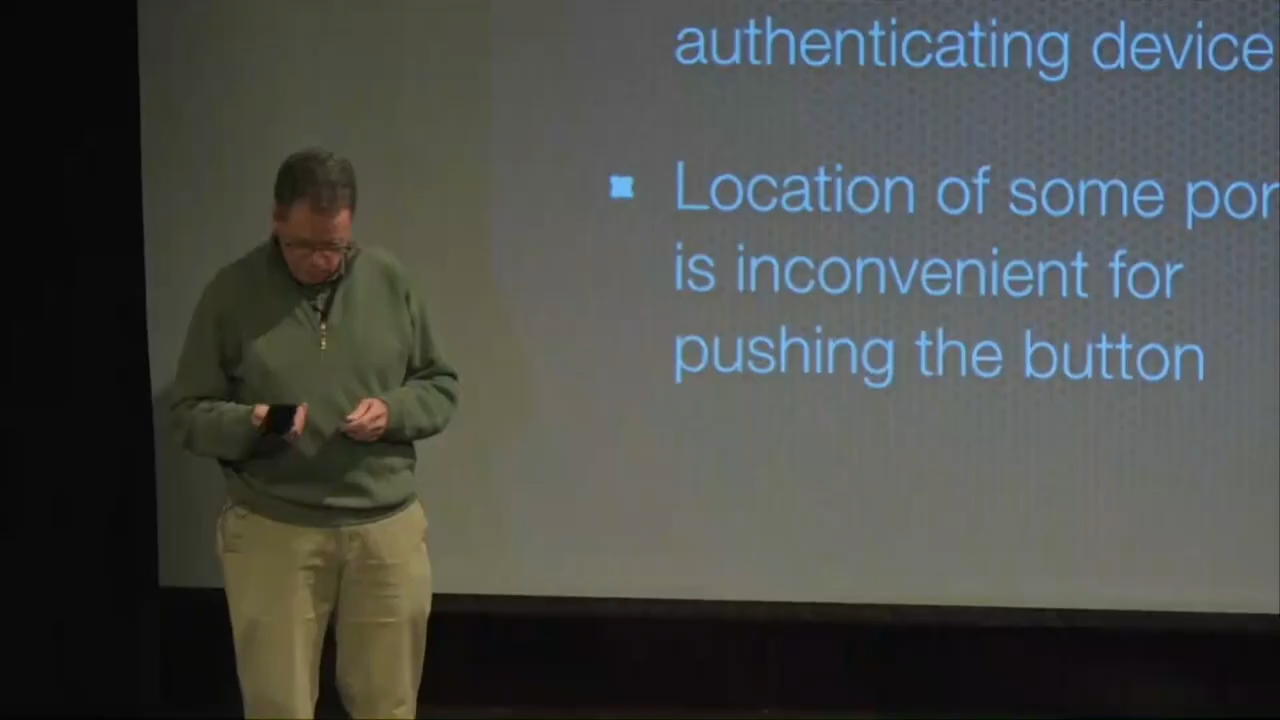 authenticating device
Location of some por
is inconvenient for
pushing the button